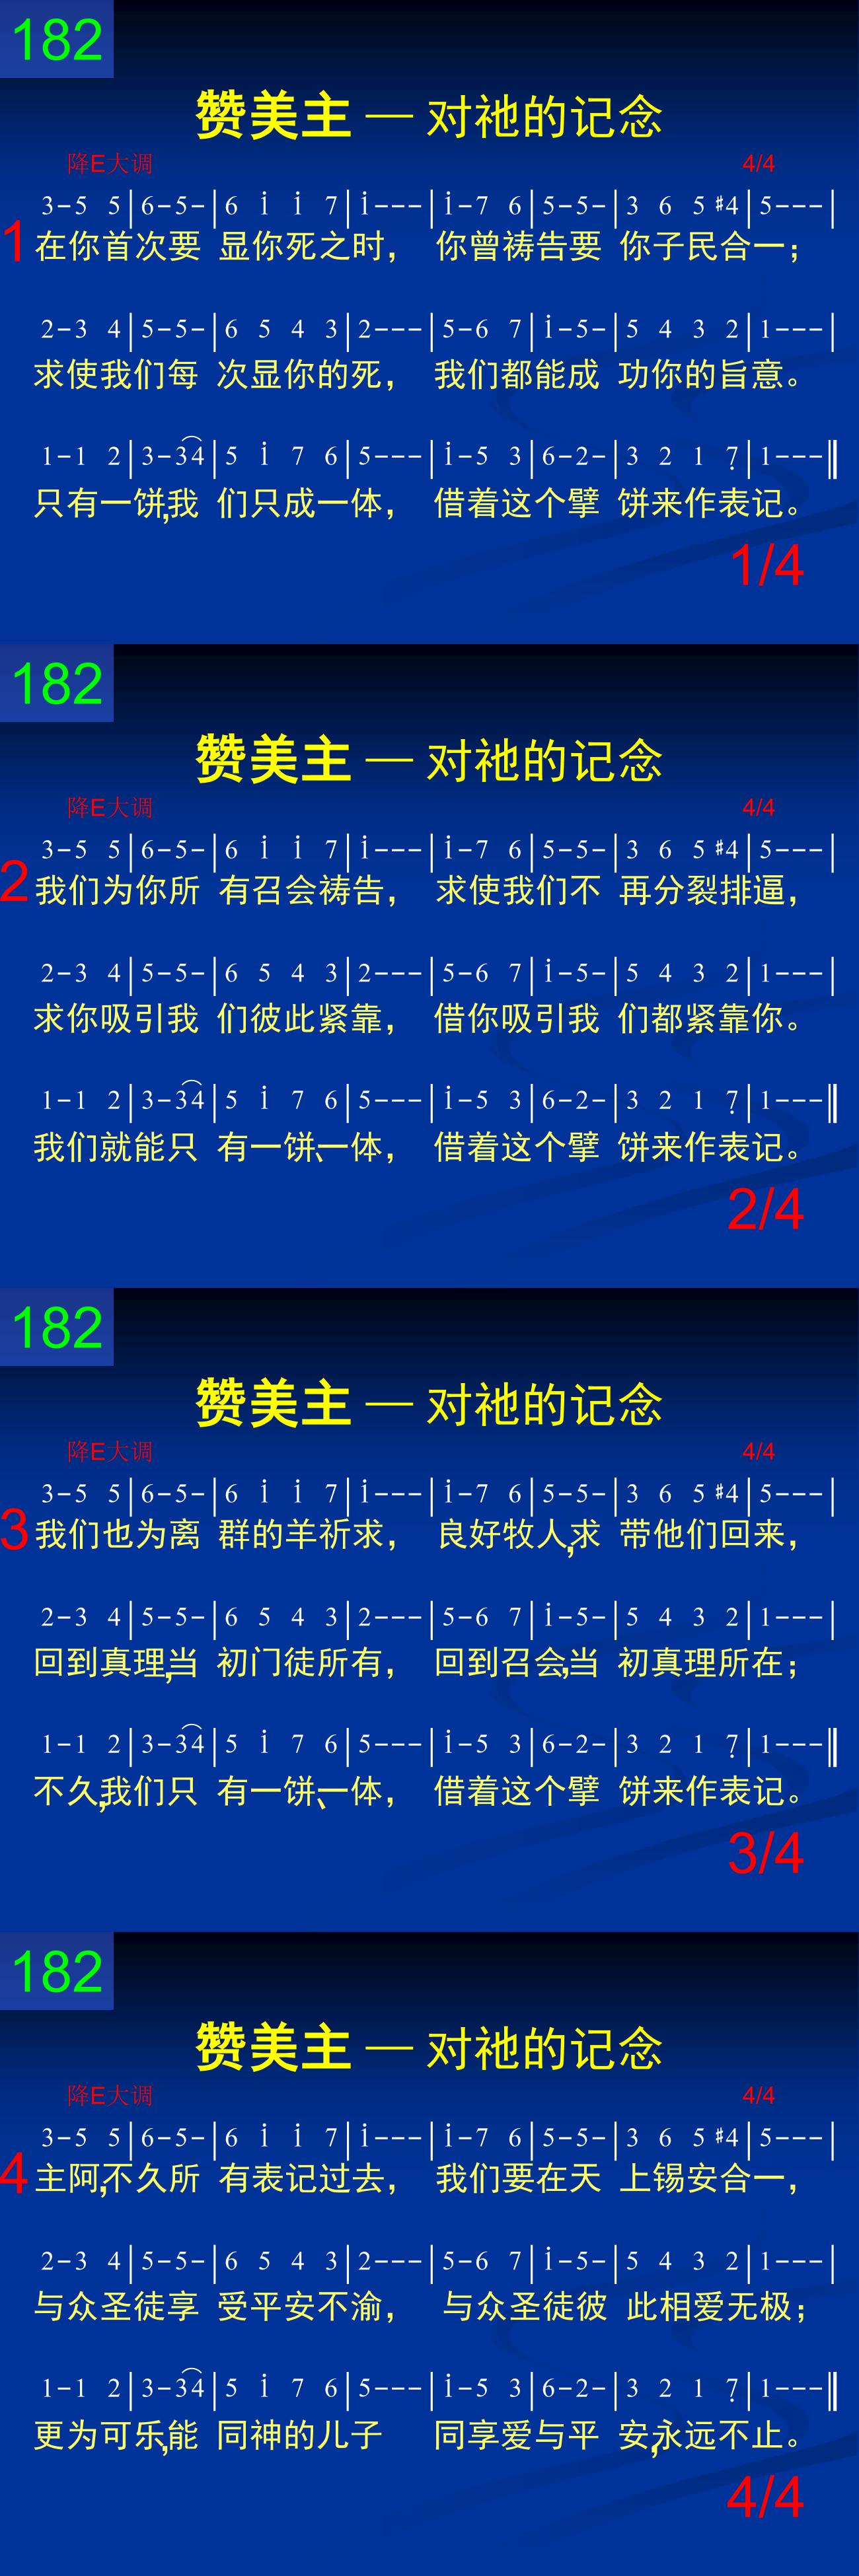 182
赞美主 — 对祂的记念
降E大调 4/4
3-5 5|6-5-|6 i̇ i̇ 7|i̇---|i̇-7 6|5-5-|3 6 5 #4|5---|
1 在你首次要 显你死之时， 你曾祷告要 你子民合一；
2-3 4|5-5-|6 5 4 3|2---|5-6 7|i̇-5-|5 4 3 2|1---|
求使我们每 次显你的死， 我们都能成 功你的旨意。
1-1 2|3-34|5 i̇ 7 6|5---|i̇-5 3|6-2-|3 2 1 7̣|1---‖
只有一饼,我 们只成一体， 借着这个擘 饼来作表记。
1/4
182
赞美主 — 对祂的记念
降E大调 4/4
3-5 5|6-5-|6 i̇ i̇ 7|i̇---|i̇-7 6|5-5-|3 6 5 #4|5---|
2 我们为你所 有召会祷告， 求使我们不 再分裂排逼，
2-3 4|5-5-|6 5 4 3|2---|5-6 7|i̇-5-|5 4 3 2|1---|
求你吸引我 们彼此紧靠， 借你吸引我 们都紧靠你。
1-1 2|3-34|5 i̇ 7 6|5---|i̇-5 3|6-2-|3 2 1 7̣|1---‖
我们就能只 有一饼、一体， 借着这个擘 饼来作表记。
2/4
182
赞美主 — 对祂的记念
降E大调 4/4
3-5 5|6-5-|6 i̇ i̇ 7|i̇---|i̇-7 6|5-5-|3 6 5 #4|5---|
3 我们也为离 群的羊祈求， 良好牧人,求 带他们回来，
2-3 4|5-5-|6 5 4 3|2---|5-6 7|i̇-5-|5 4 3 2|1---|
回到真理,当 初门徒所有， 回到召会,当 初真理所在；
1-1 2|3-34|5 i̇ 7 6|5---|i̇-5 3|6-2-|3 2 1 7̣|1---‖
不久,我们只 有一饼、一体， 借着这个擘 饼来作表记。
3/4
182
赞美主 — 对祂的记念
降E大调 4/4
3-5 5|6-5-|6 i̇ i̇ 7|i̇---|i̇-7 6|5-5-|3 6 5 #4|5---|
4 主阿,不久所 有表记过去， 我们要在天 上锡安合一，
2-3 4|5-5-|6 5 4 3|2---|5-6 7|i̇-5-|5 4 3 2|1---|
与众圣徒享 受平安不渝， 与众圣徒彼 此相爱无极；
1-1 2|3-34|5 i̇ 7 6|5---|i̇-5 3|6-2-|3 2 1 7̣|1---‖
更为可乐,能 同神的儿子 同享爱与平 安,永远不止。
4/4